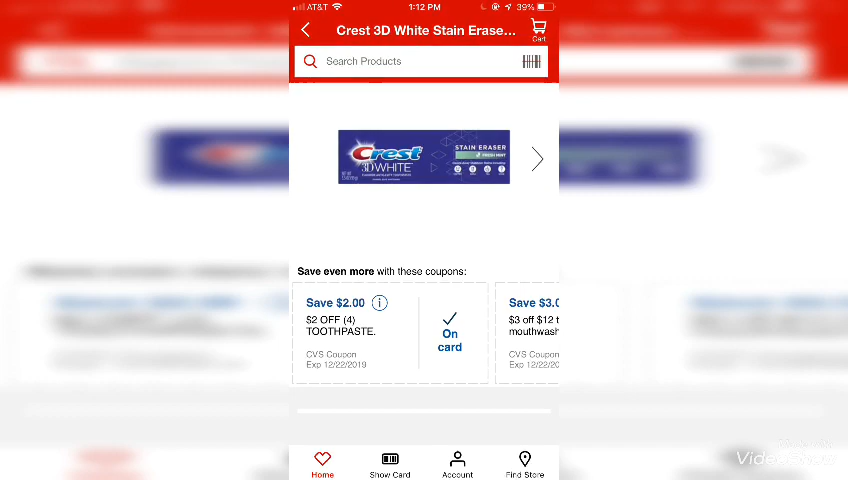 AT&T 1:12 PM 39%
Crest 3D White Stain Erase...
Cart
Search Products
Crest
3D WHITE
STAIN ERASER
FRESH MINT
Save even more with these coupons:
Save $2.00
$2 OFF (4)
TOOTHPASTE.
CVS Coupon
Exp 12/22/2019
On
card
Save $3.0
$3 off $12 t
mouthwash
CVS Coupon
Exp 12/22/20
Home Show Card Account Find Store
VideoShow